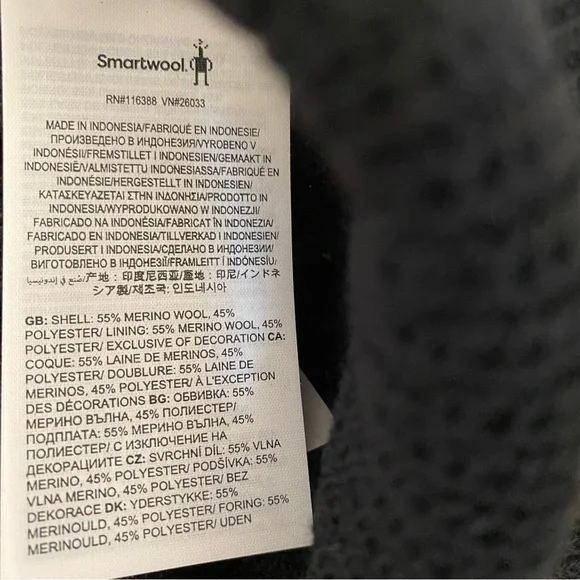 Smartwool.
RN#116388 VN#26033
MADE IN INDONESIA/FABRIQUÉ EN INDONÉSIE/
ПРОИЗВЕДЕНО В ИНДОНЕЗИЯ/VYROBENO V
INDONÉSII/FREMSTILLET I INDONESIEN/GEMAAKT IN
INDONESIË/VALMISTETTU INDONESIASSA/FABRIQUÉ EN
INDONÉSIE/HERGESTELLT IN INDONESIEN/
ΚΑΤΑΣΚΕΥΑΖΕΤΑΙ ΣΤΗΝ ΙΝΔΟΝΗΣΙΑ/PRODOTTO IN
INDONESIA/WYPRODUKOWANO W INDONEZJI/
FABRICADO NA INDONÉSIA/FABRICAT ÎN INDONEZIA/
FABRICADO EN INDONESIA/TILLVERKAD I INDONESIEN/
PRODUSERT I INDONESIA/СДЕЛАНО В ИНДОНЕЗИИ/
ВИГОТОВЛЕНО В ІНДОНЕЗІЇ/FRAMLEITT Í INDÓNESÍU/
صُنع في إندونيسيا/产地：印度尼西亚/產地：印尼/インドネ
シア製/제조국: 인도네시아
GB: SHELL: 55% MERINO WOOL, 45%
POLYESTER/ LINING: 55% MERINO WOOL, 45%
POLYESTER/ EXCLUSIVE OF DECORATION CA:
COQUE: 55% LAINE DE MERINOS, 45%
POLYESTER/ DOUBLURE: 55% LAINE DE
MERINOS, 45% POLYESTER/ À L'EXCEPTION
DES DÉCORATIONS BG: ОБВИВКА: 55%
МЕРИНО ВЪЛНА, 45% ПОЛИЕСТЕР/
ПОДПЛАТА: 55% МЕРИНО ВЪЛНА, 45%
ПОЛИЕСТЕР/ С ИЗКЛЮЧЕНИЕ НА
ДЕКОРАЦИИТЕ CZ: SVRCHNÍ DÍL: 55% VLNA
MERINO, 45% POLYESTER/ PODŠÍVKA: 55%
VLNA MERINO, 45% POLYESTER/ BEZ
DEKORACE DK: YDERSTYKKE: 55%
MERINOULD, 45% POLYESTER/ FORING: 55%
MERINOULD, 45% POLYESTER/ UDEN